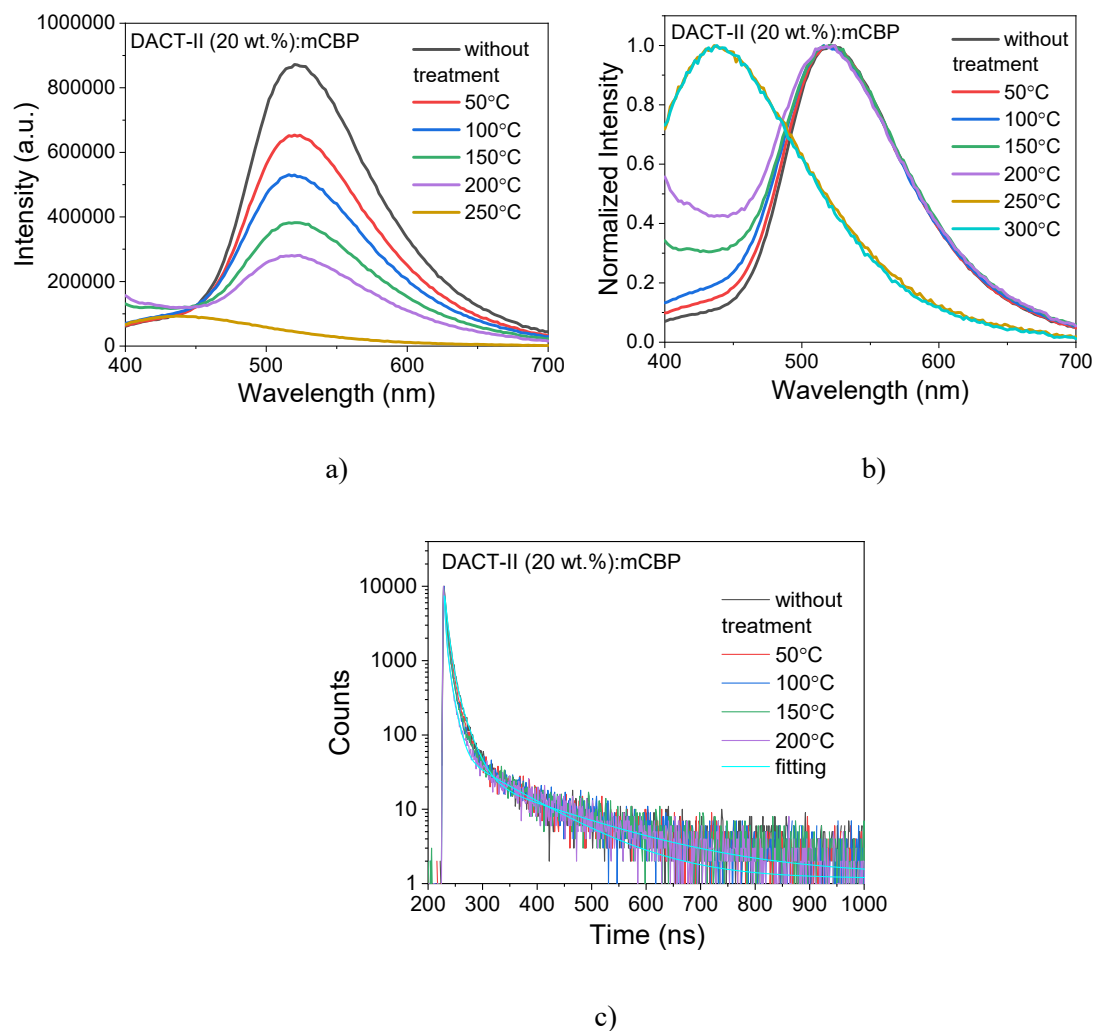 DACT-II (20 wt.%):mCBP
without
treatment
50°C
100°C
150°C
200°C
250°C
1000000
800000
600000
400000
200000
0
400
500
600
700
Intensity (a.u.)
Wavelength (nm)
a)
DACT-II (20 wt.%):mCBP
without
treatment
50°C
100°C
150°C
200°C
250°C
300°C
1.0
0.8
0.6
0.4
0.2
0.0
400
500
600
700
Normalized Intensity
Wavelength (nm)
b)
DACT-II (20 wt.%):mCBP
without
treatment
50°C
100°C
150°C
200°C
fitting
10000
1000
100
10
1
200 300 400 500 600 700 800 900 1000
Counts
Time (ns)
c)